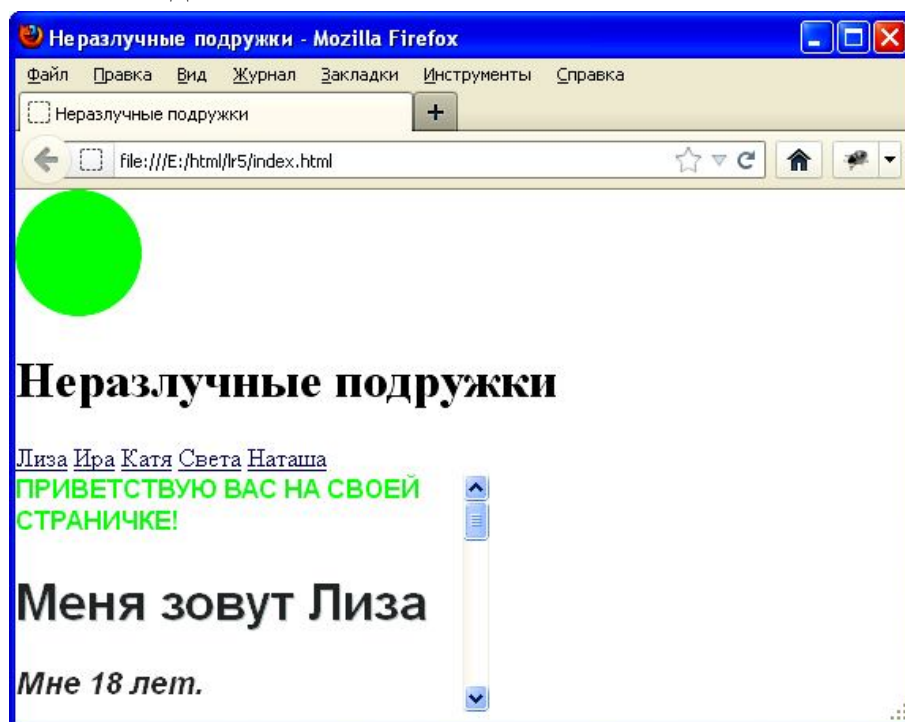 Неразлучные подружки - Mozilla Firefox
Файл Правка Вид Журнал Закладки Инструменты Справка
Неразлучные подружки
file:///E:/html/lr5/index.html
Неразлучные подружки
Лиза Ира Катя Света Наташа
ПРИВЕТСТВУЮ ВАС НА СВОЕЙ
СТРАНИЧКЕ!
Меня зовут Лиза
Мне 18 лет.